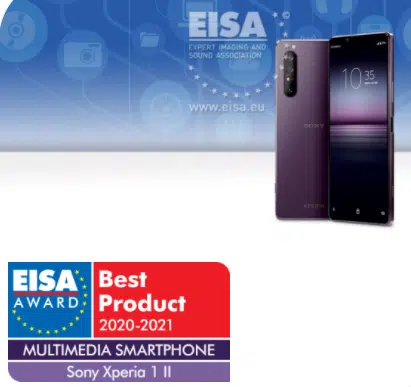 EISA
EXPERT IMAGING AND
SOUND ASSOCIATION
www.eisa.eu
10 35
SONY
XPERIA
EISA
AWARD
Best
Product
2020-2021
MULTIMEDIA SMARTPHONE
Sony Xperia 1 II